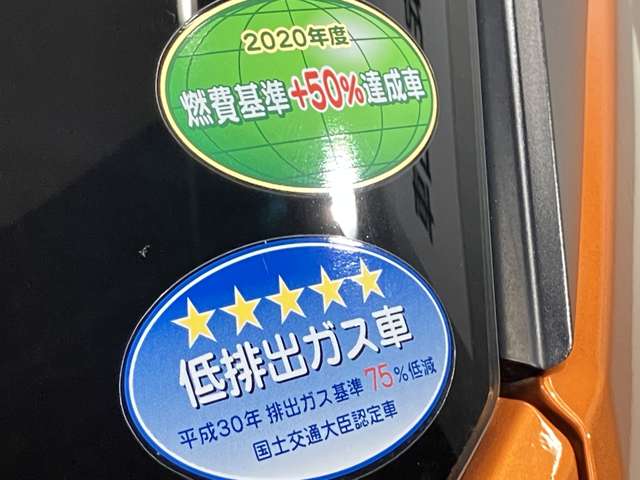 2020年度
燃費基準+50%達成車
低排出ガス車
平成30年排出ガス基準75%低減
国土交通大臣認定車